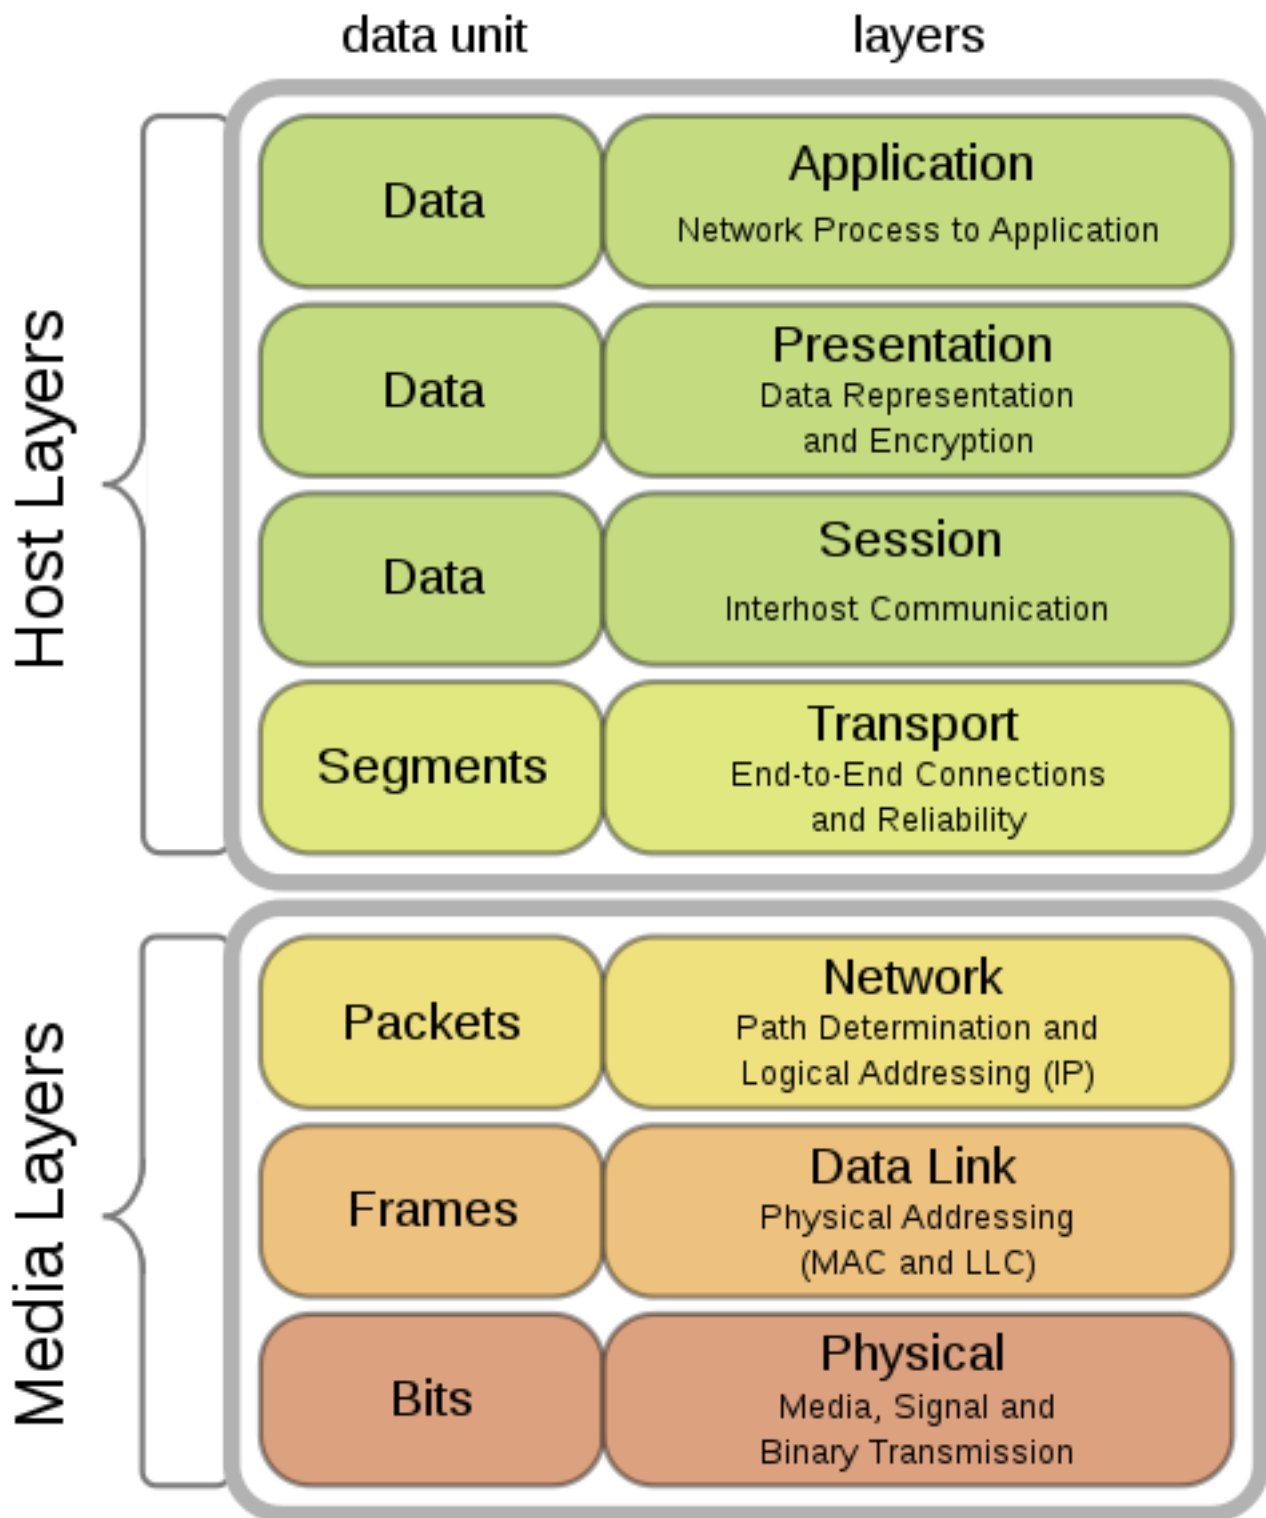 data unit
layers
Host Layers
Data
Application
Network Process to Application
Data
Presentation
Data Representation
and Encryption
Data
Session
Interhost Communication
Segments
Transport
End-to-End Connections
and Reliability
Media Layers
Packets
Network
Path Determination and
Logical Addressing (IP)
Frames
Data Link
Physical Addressing
(MAC and LLC)
Bits
Physical
Media, Signal and
Binary Transmission